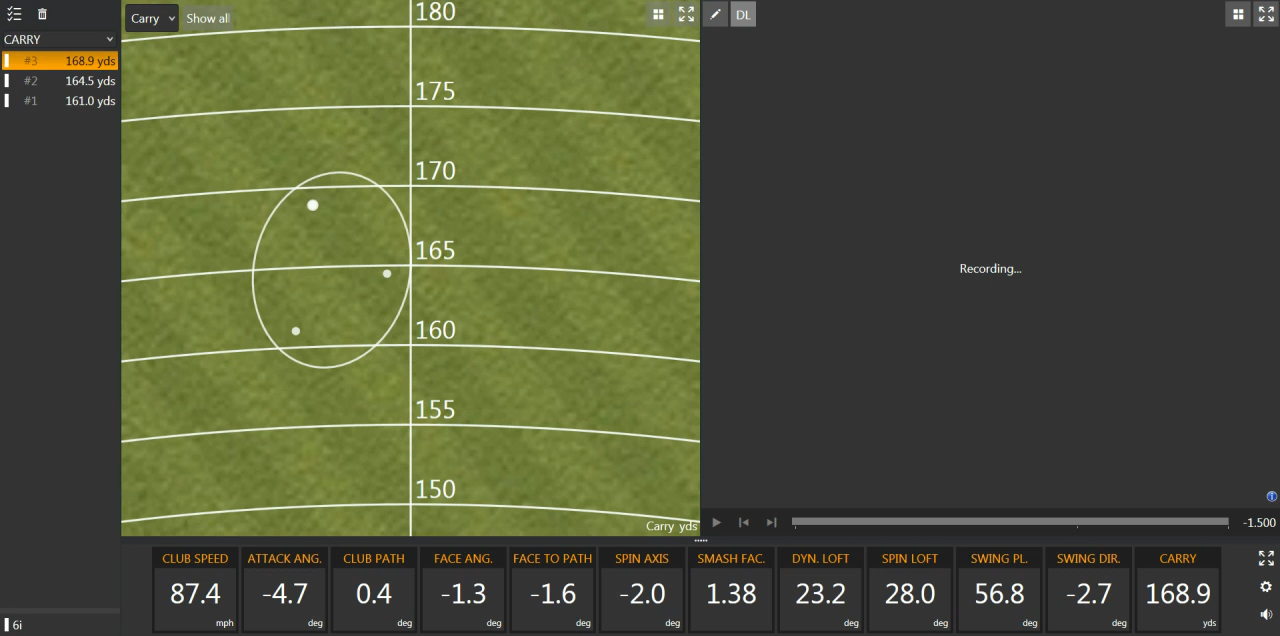 Carry
Show all
DL
CARRY
#3 168.9 yds
#2 164.5 yds
#1 161.0 yds
180
175
170
165
160
155
150
Carry yds
Recording...
-1.500
CLUB SPEED ATTACK ANG. CLUB PATH FACE ANG. FACE TO PATH SPIN AXIS SMASH FAC. DYN. LOFT SPIN LOFT SWING PL. SWING DIR. CARRY
87.4 -4.7 0.4 -1.3 -1.6 -2.0 1.38 23.2 28.0 56.8 -2.7 168.9
mph deg deg deg deg deg deg deg deg deg yds
6i